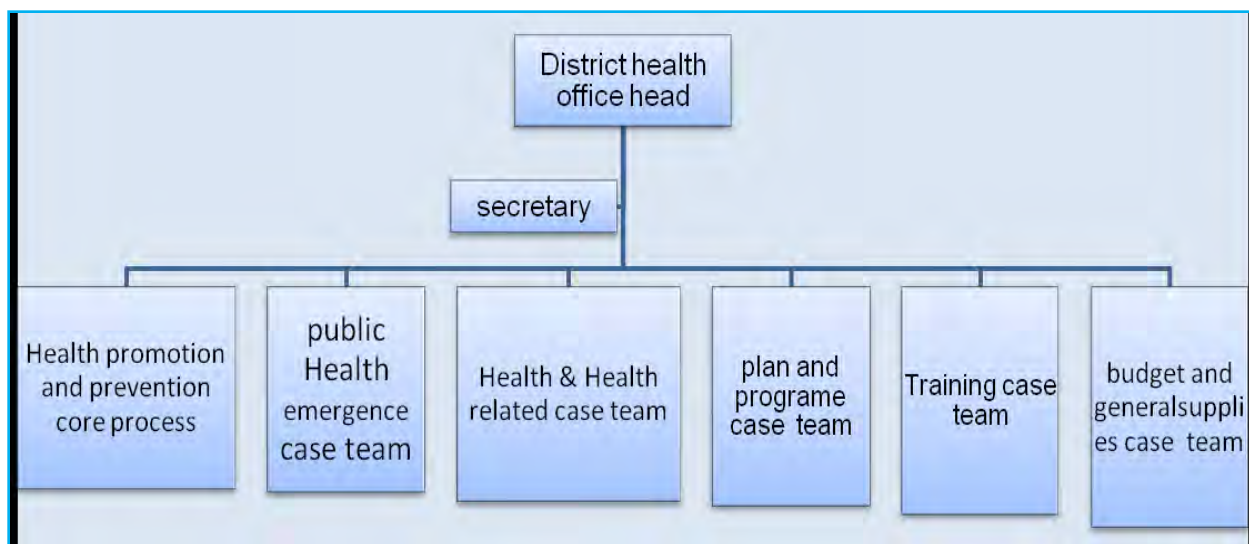 District health
office head
secretary
Health promotion
and prevention
core process
public
Health
emergence
case team
Health & Health
related case team
plan and
programe
case team
Training case
team
budget and
generalsuppli
es case team